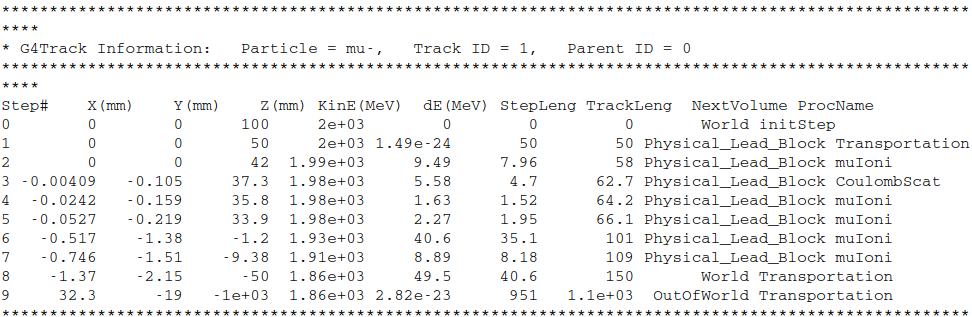 *****************************************************************************************************
****
* G4Track Information:   Particle = mu-,   Track ID = 1,   Parent ID = 0
*****************************************************************************************************
****
Step#    X(mm)    Y(mm)    Z(mm) KinE(MeV)  dE(MeV) StepLeng TrackLeng  NextVolume ProcName
0        0        0      100     2e+03        0        0         0       World initStep
1        0        0       50     2e+03 1.49e-24       50        50 Physical_Lead_Block Transportation
2        0        0       42  1.99e+03     9.49     7.96        58 Physical_Lead_Block muIoni
3 -0.00409   -0.105     37.3  1.98e+03     5.58      4.7      62.7 Physical_Lead_Block CoulombScat
4  -0.0242   -0.159     35.8  1.98e+03     1.63     1.52      64.2 Physical_Lead_Block muIoni
5  -0.0527   -0.219     33.9  1.98e+03     2.27     1.95      66.1 Physical_Lead_Block muIoni
6   -0.517    -1.38     -1.2  1.93e+03     40.6     35.1       101 Physical_Lead_Block muIoni
7   -0.746    -1.51    -9.38  1.91e+03     8.89     8.18       109 Physical_Lead_Block muIoni
8    -1.37    -2.15      -50  1.86e+03     49.5     40.6       150       World Transportation
9     32.3      -19   -1e+03  1.86e+03 2.82e-23      951   1.1e+03  OutOfWorld Transportation
*****************************************************************************************************